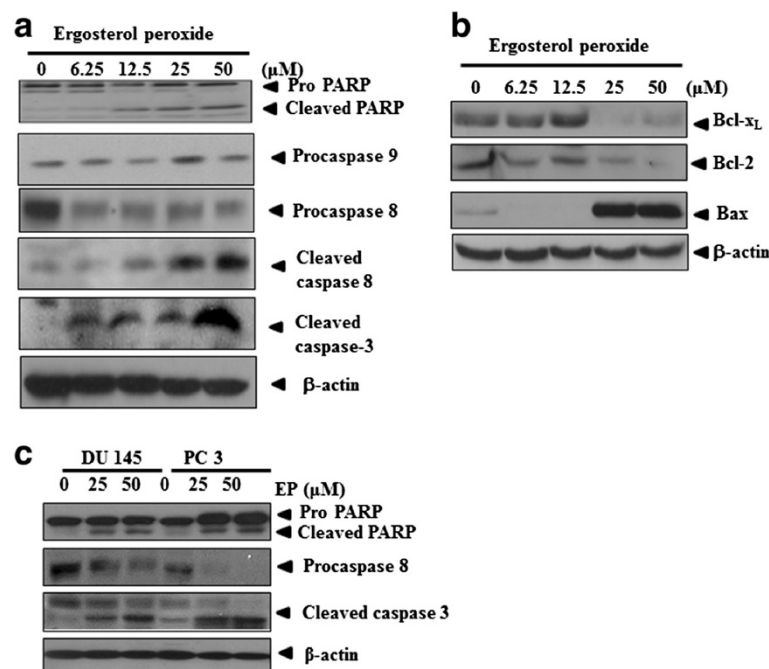 a
Ergosterol peroxide
0 6.25 12.5 25 50 (μM)
Pro PARP
Cleaved PARP
Procaspase 9
Procaspase 8
Cleaved
caspase 8
Cleaved
caspase-3
β-actin
b
Ergosterol peroxide
0 6.25 12.5 25 50 (μM)
Bcl-xL
Bcl-2
Bax
β-actin
c
DU 145 PC 3
0 25 50 0 25 50 EP (μM)
Pro PARP
Cleaved PARP
Procaspase 8
Cleaved caspase 3
β-actin